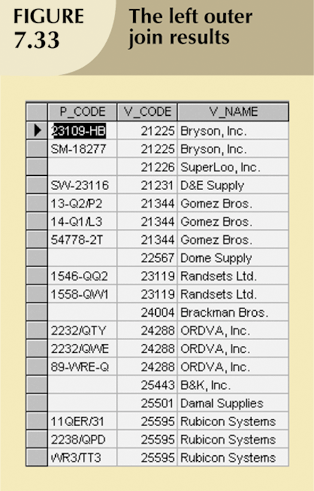 FIGURE 7.33
The left outer join results
P_CODE V_CODE V_NAME
23109-HB 21225 Bryson, Inc.
SM-18277 21225 Bryson, Inc.
21226 SuperLoo, Inc.
SW-23116 21231 D&E Supply
13-Q2/P2 21344 Gomez Bros.
14-Q1/L3 21344 Gomez Bros.
54778-2T 21344 Gomez Bros.
22567 Dome Supply
1546-QQ2 23119 Randsets Ltd.
1558-QW1 23119 Randsets Ltd.
24004 Brackman Bros.
2232/QTY 24288 ORDVA, Inc.
2232/QWE 24288 ORDVA, Inc.
89-WRE-Q 24288 ORDVA, Inc.
25443 B&K, Inc.
25501 Damal Supplies
11QER/31 25595 Rubicon Systems
2238/QPD 25595 Rubicon Systems
WR3/TT3 25595 Rubicon Systems